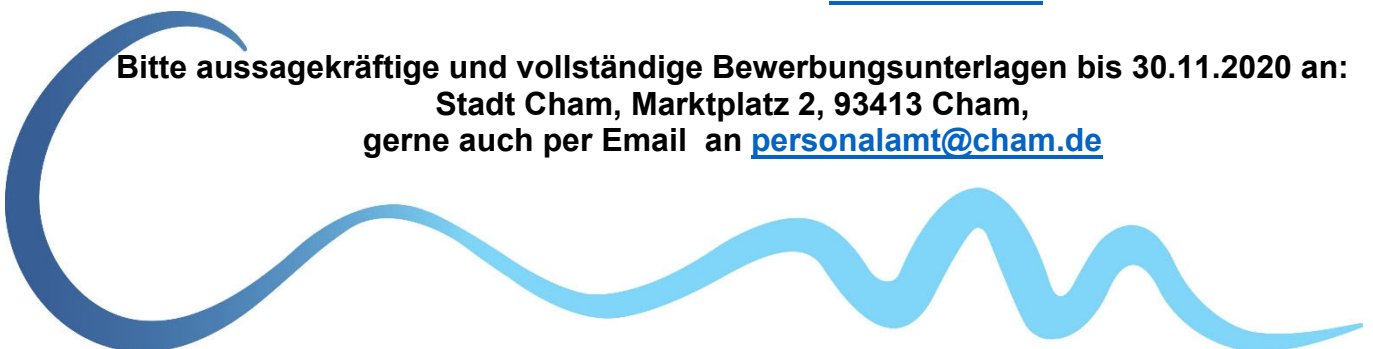 Bitte aussagekräftige und vollständige Bewerbungsunterlagen bis 30.11.2020 an:
Stadt Cham, Marktplatz 2, 93413 Cham,
gerne auch per Email  an personalamt@cham.de